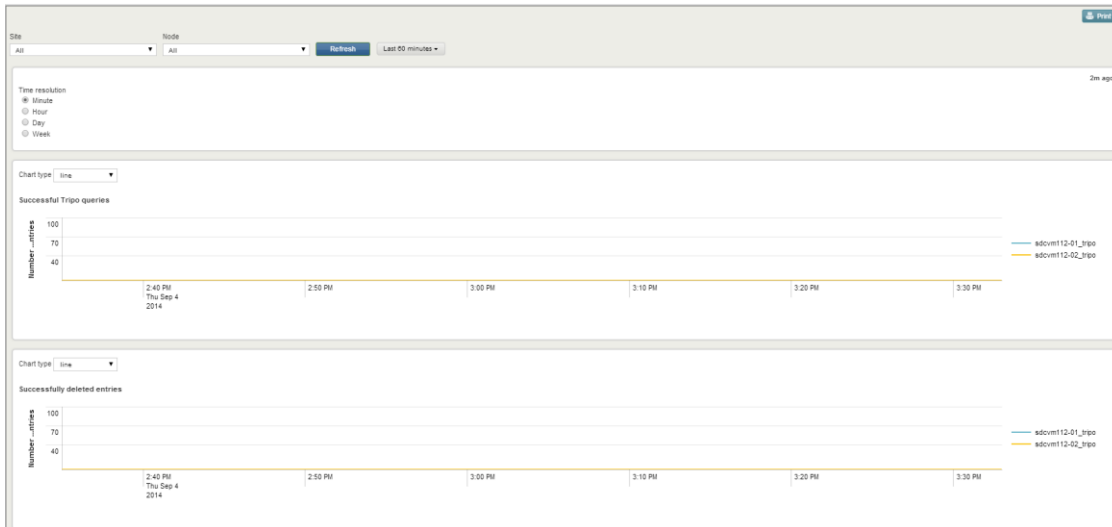 Print
Site
Node
All
All
Refresh
Last 60 minutes
2m ago
Time resolution
Minute
Hour
Day
Week
Chart type
line
Successful Tripo queries
Number ...ntries
100
70
40
2:40 PM
Thu Sep 4
2014
2:50 PM
3:00 PM
3:10 PM
3:20 PM
3:30 PM
sdcvm112-01_tripo
sdcvm112-02_tripo
Chart type
line
Successfully deleted entries
Number ...ntries
100
70
40
2:40 PM
Thu Sep 4
2014
2:50 PM
3:00 PM
3:10 PM
3:20 PM
3:30 PM
sdcvm112-01_tripo
sdcvm112-02_tripo